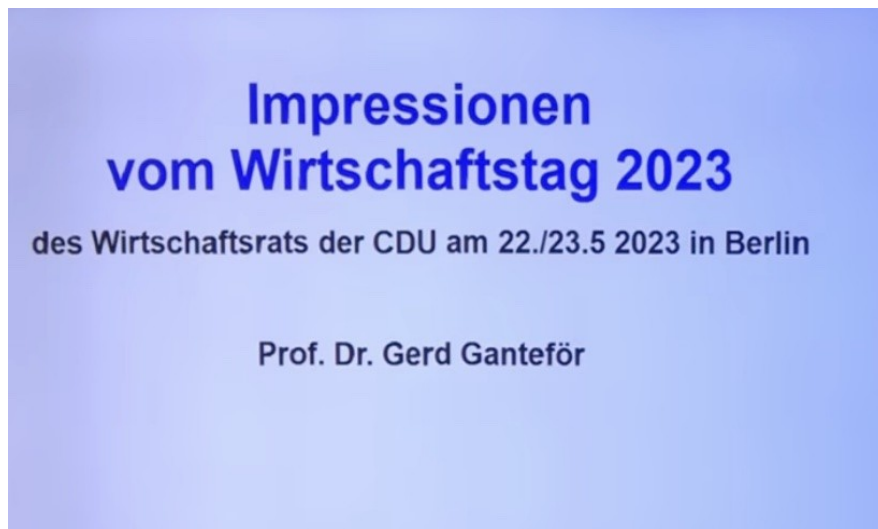 Impressionen
vom Wirtschaftstag 2023
des Wirtschaftsrats der CDU am 22./23.5 2023 in Berlin
Prof. Dr. Gerd Ganteför